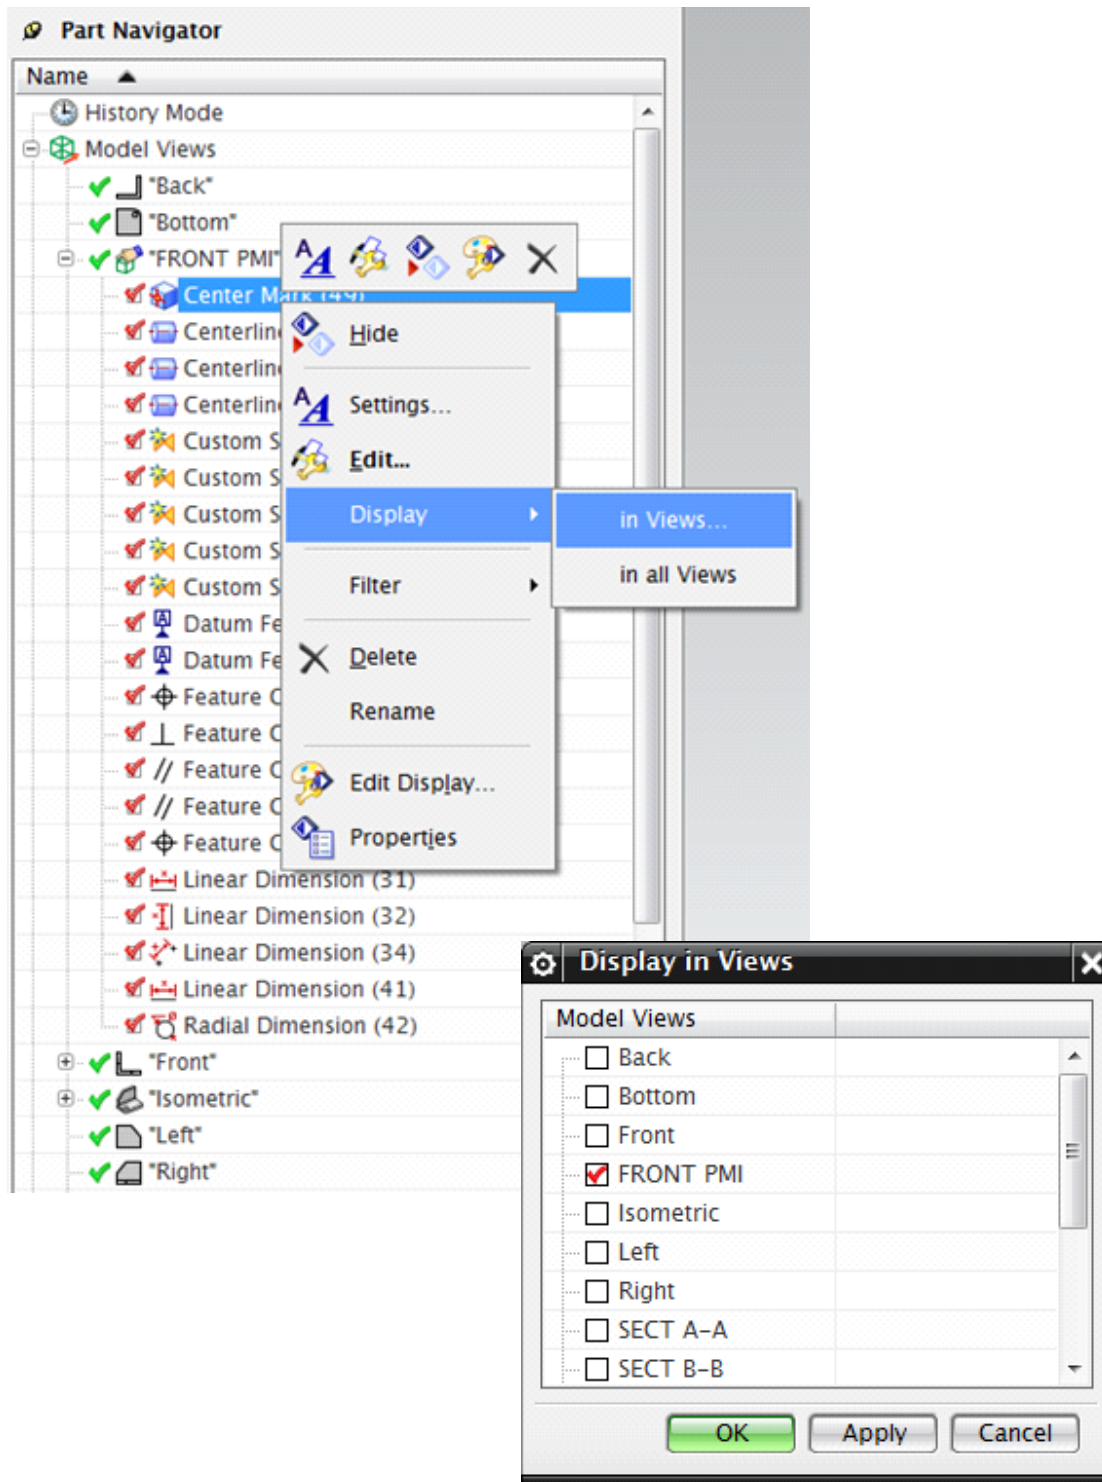 Part Navigator
Name
History Mode
Model Views
"Back"
"Bottom"
"FRONT PMI"
Center Mark (49)
Centerline
Centerline
Centerline
Custom S
Custom S
Custom S
Custom S
Custom S
Datum Fe
Datum Fe
Feature C
Feature C
Feature C
Feature C
Feature C
Linear Dimension (31)
Linear Dimension (32)
Linear Dimension (34)
Linear Dimension (41)
Radial Dimension (42)
"Front"
"Isometric"
"Left"
"Right"
Hide
Settings...
Edit...
Display
Filter
Delete
Rename
Edit Display...
Properties
in Views...
in all Views
Display in Views
Model Views
Back
Bottom
Front
FRONT PMI
Isometric
Left
Right
SECT A-A
SECT B-B
OK
Apply
Cancel